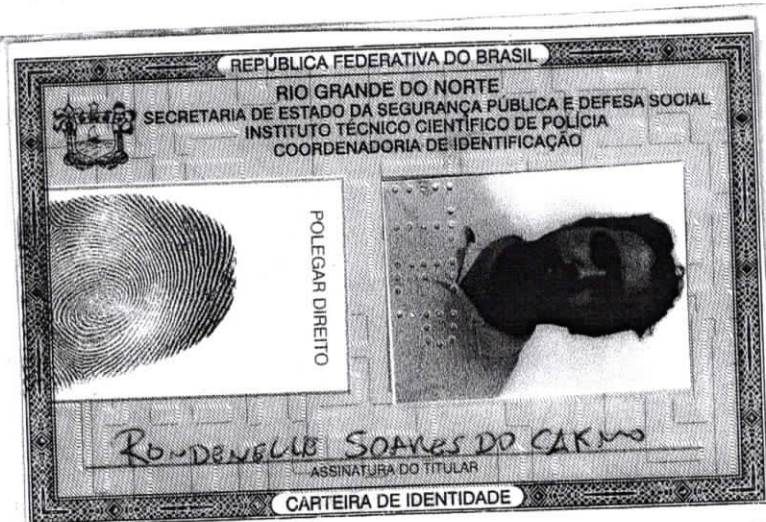 REPÚBLICA FEDERATIVA DO BRASIL
RIO GRANDE DO NORTE
SECRETARIA DE ESTADO DA SEGURANÇA PÚBLICA E DEFESA SOCIAL
INSTITUTO TÉCNICO CIENTÍFICO DE POLÍCIA
COORDENADORIA DE IDENTIFICAÇÃO
POLEGAR DIREITO
RONDENELLE SOARES DO CARMO
ASSINATURA DO TITULAR
CARTEIRA DE IDENTIDADE